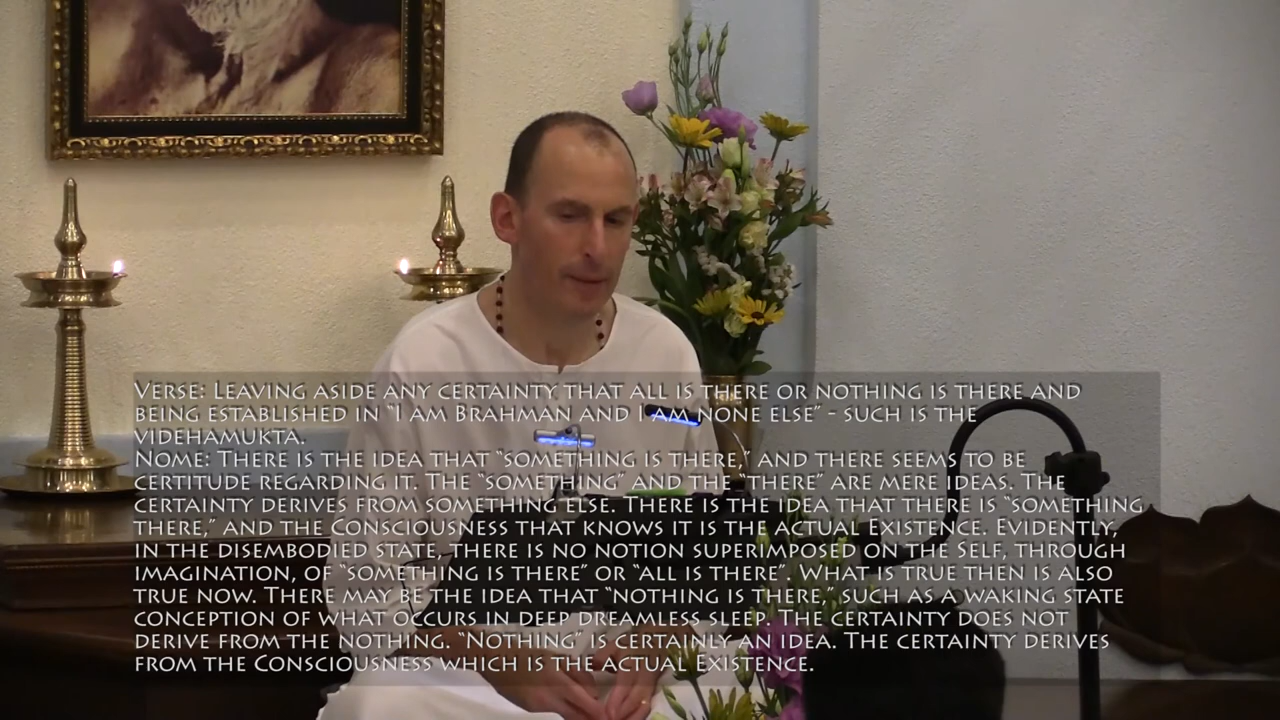 Verse: Leaving aside any certainty that all is there or nothing is there and
being established in “I am Brahman and I am none else” - such is the
videhamukta.
Nome: There is the idea that “something is there,” and there seems to be
certitude regarding it. The “something” and the “there” are mere ideas. The
certainty derives from something else. There is the idea that there is “something
there,” and the Consciousness that knows it is the actual Existence. Evidently,
in the disembodied state, there is no notion superimposed on the Self, through
imagination, of “something is there” or “all is there”. What is true then is also
true now. There may be the idea that “nothing is there,” such as a waking state
conception of what occurs in deep dreamless sleep. The certainty does not
derive from the nothing. “Nothing” is certainly an idea. The certainty derives
from the Consciousness which is the actual Existence.